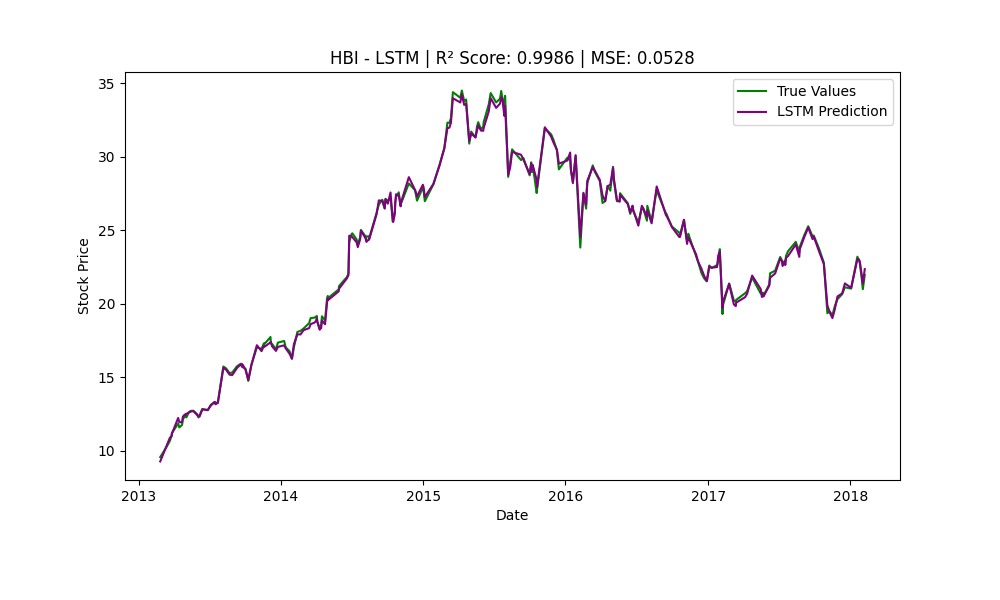 HBI - LSTM | R² Score: 0.9986 | MSE: 0.0528
True Values
LSTM Prediction
35
30
25
20
15
10
Stock Price
2013 2014 2015 2016 2017 2018
Date